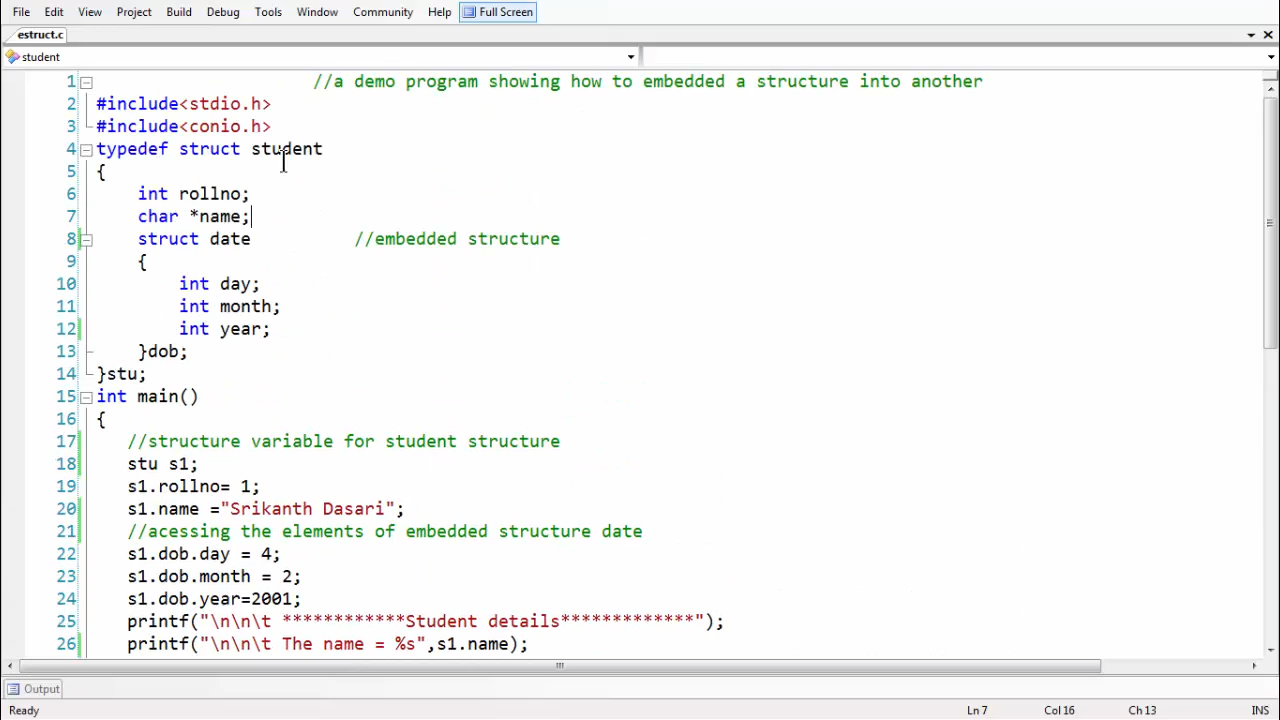 File Edit View Project Build Debug Tools Window Community Help Full Screen
estruct.c
student
1 //a demo program showing how to embedded a structure into another
2 #include<stdio.h>
3 #include<conio.h>
4 typedef struct student
5 {
6 int rollno;
7 char *name;
8 struct date //embedded structure
9 {
10 int day;
11 int month;
12 int year;
13 }dob;
14 }stu;
15 int main()
16 {
17 //structure variable for student structure
18 stu s1;
19 s1.rollno= 1;
20 s1.name ="Srikanth Dasari";
21 //acessing the elements of embedded structure date
22 s1.dob.day = 4;
23 s1.dob.month = 2;
24 s1.dob.year=2001;
25 printf("\n\n\t ************Student details*************");
26 printf("\n\n\t The name = %s",s1.name);
Output
Ready Ln 7 Col 16 Ch 13 INS